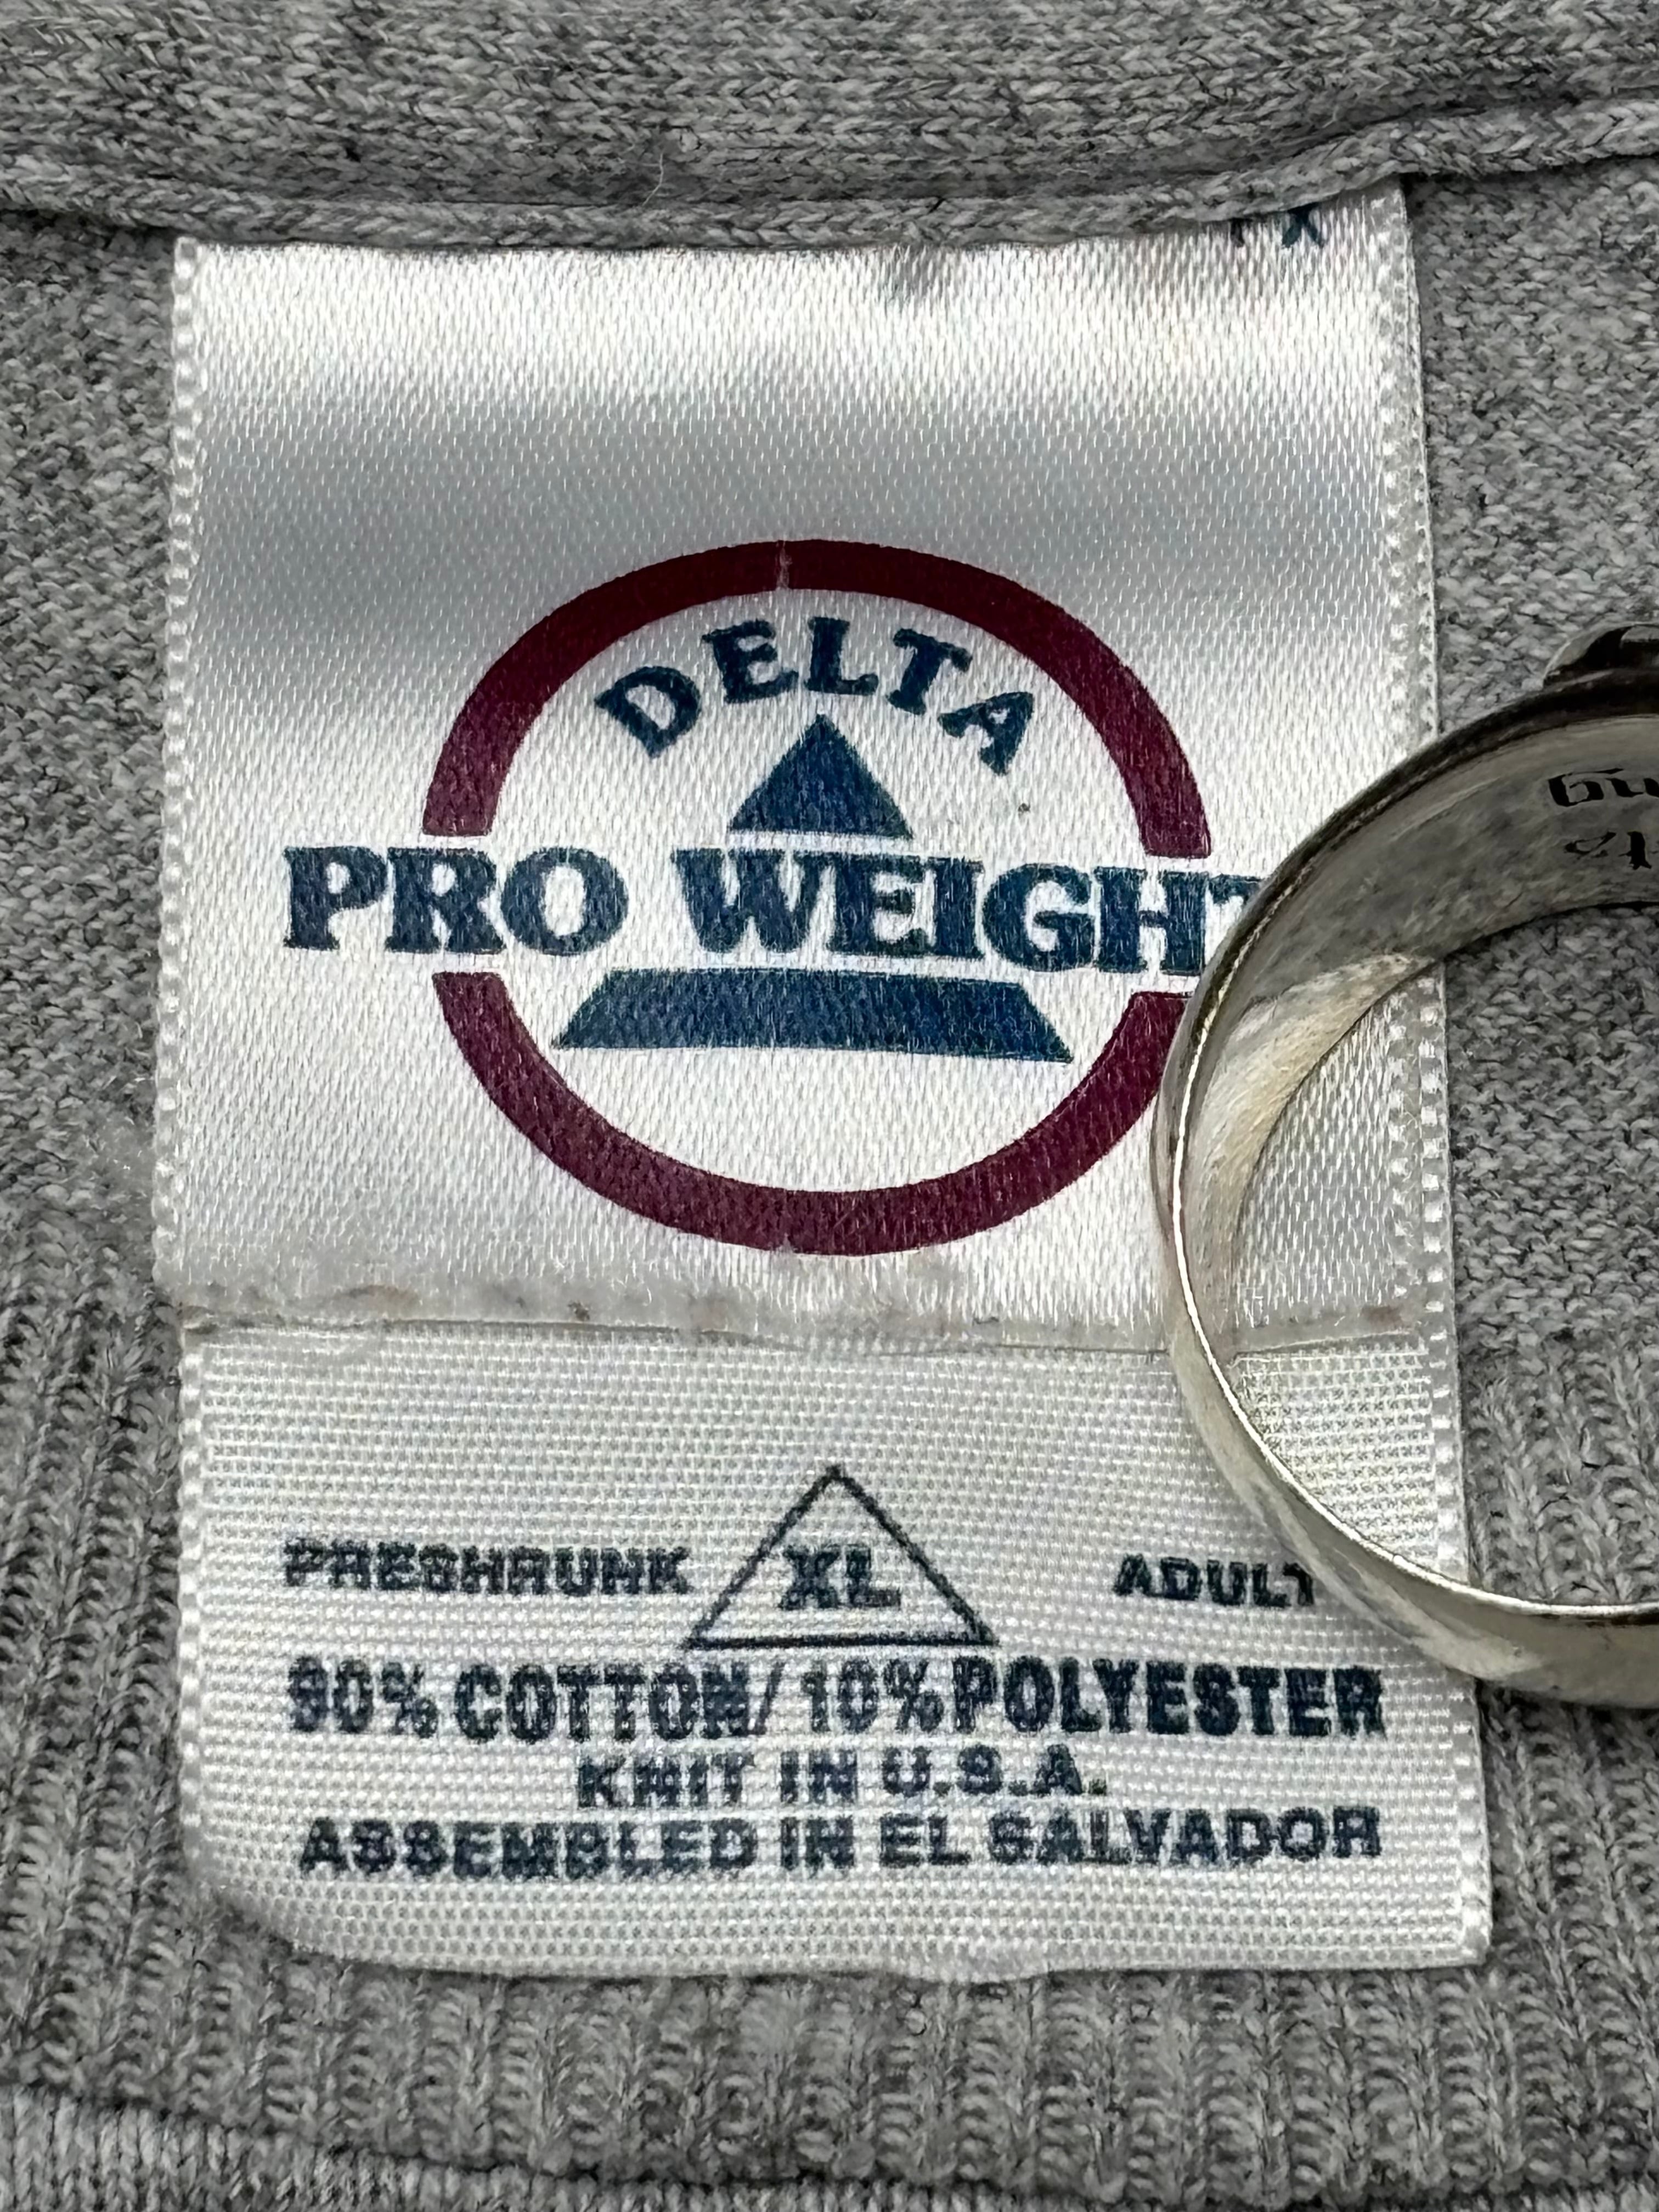 DELTA
PRO WEIGHT
PRESHRUNK XL ADULT
90% COTTON/10% POLYESTER
KNIT IN U.S.A.
ASSEMBLED IN EL SALVADOR